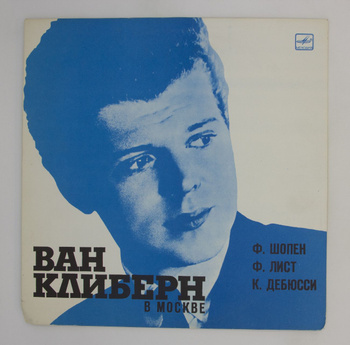 ВАН
КЛИБЕРН
В МОСКВЕ
Ф. ШОПЕН
Ф. ЛИСТ
К. ДЕБЮССИ